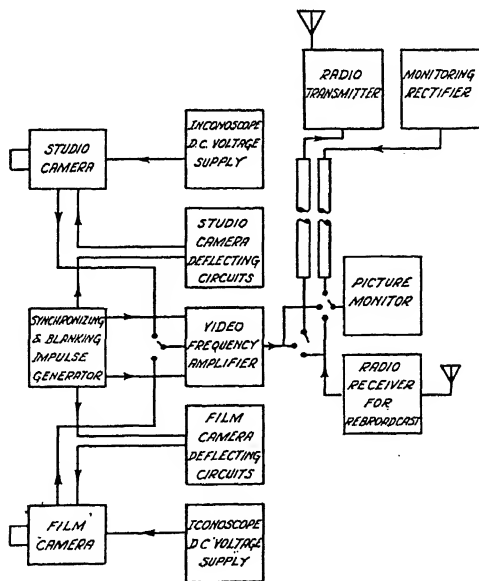 RADIO
TRANSMITTER
MONITORING
RECTIFIER
STUDIO
CAMERA
INCONOSCOPE
D.C. VOLTAGE
SUPPLY
STUDIO
CAMERA
DEFLECTING
CIRCUITS
SYNCHRONIZING
& BLANKING
IMPULSE
GENERATOR
VIDEO
FREQUENCY
AMPLIFIER
PICTURE
MONITOR
RADIO
RECEIVER
FOR
REBROADCAST
FILM
CAMERA
DEFLECTING
CIRCUITS
FILM
CAMERA
ICONOSCOPE
D.C. VOLTAGE
SUPPLY